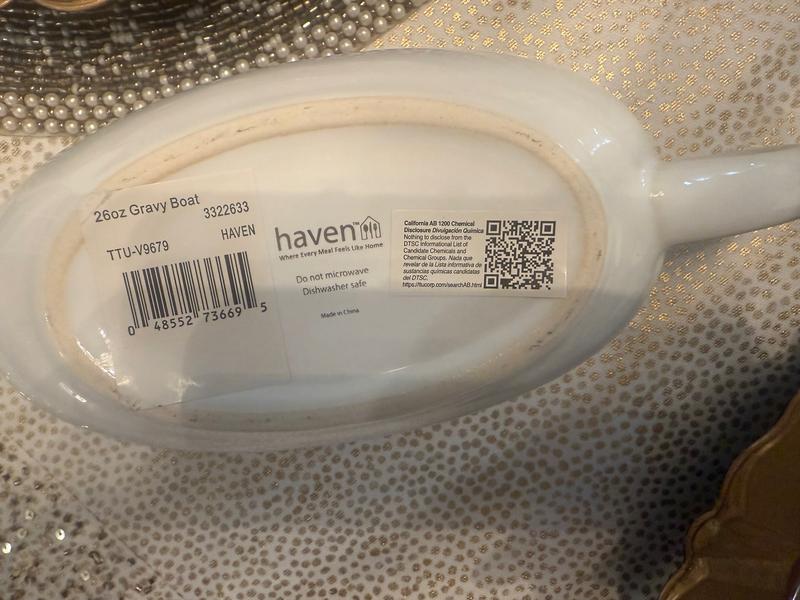 26oz Gravy Boat
3322633
TTU-V9679
HAVEN
0 48552 73669 5
haven™
Where Every Meal Feels Like Home
Do not microwave
Dishwasher safe
Made in China
California AB 1200 Chemical
Disclosure Divulgación Química
Nothing to disclose from the
DTSC Informational List of
Candidate Chemicals and
Chemical Groups. Nada que
revelar de la Lista informativa de
sustancias químicas candidatas
del DTSC.
https://ttucorp.com/searchAB.html